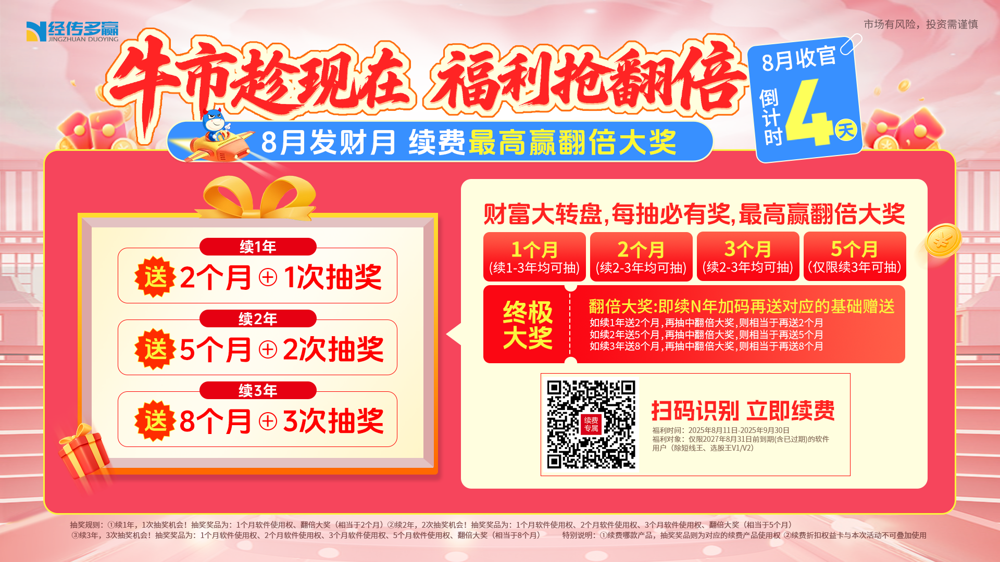 经传多赢
JINGZHUAN DUOYING
市场有风险，投资需谨慎
牛市趁现在 福利抢翻倍
8月收官
倒计时
4天
8月发财月 续费最高赢翻倍大奖
续1年
送 2个月⊕1次抽奖
续2年
送 5个月⊕2次抽奖
续3年
送 8个月⊕3次抽奖
财富大转盘,每抽必有奖,最高赢翻倍大奖
1个月
(续1-3年均可抽)
2个月
(续2-3年均可抽)
3个月
(续2-3年均可抽)
5个月
（仅限续3年可抽）
终极
大奖
翻倍大奖:即续N年加码再送对应的基础赠送
如续1年送2个月,再抽中翻倍大奖,则相当于再送2个月
如续2年送5个月,再抽中翻倍大奖,则相当于再送5个月
如续3年送8个月,再抽中翻倍大奖,则相当于再送8个月
续费
专属
扫码识别 立即续费
福利时间：2025年8月11日-2025年9月30日
福利对象：仅限2027年8月31日前到期(含已过期)的软件
用户（除短线王、选股王V1/V2）
抽奖规则：①续1年，1次抽奖机会！抽奖奖品为：1个月软件使用权、翻倍大奖（相当于2个月）②续2年，2次抽奖机会！抽奖奖品为：1个月软件使用权、2个月软件使用权、3个月软件使用权、翻倍大奖（相当于5个月）
③续3年，3次抽奖机会！抽奖奖品为：1个月软件使用权、2个月软件使用权、3个月软件使用权、5个月软件使用权、翻倍大奖（相当于8个月） 特别说明：①续费哪款产品，抽奖奖品则为对应的续费产品使用权 ②续费折扣权益卡与本次活动不可叠加使用